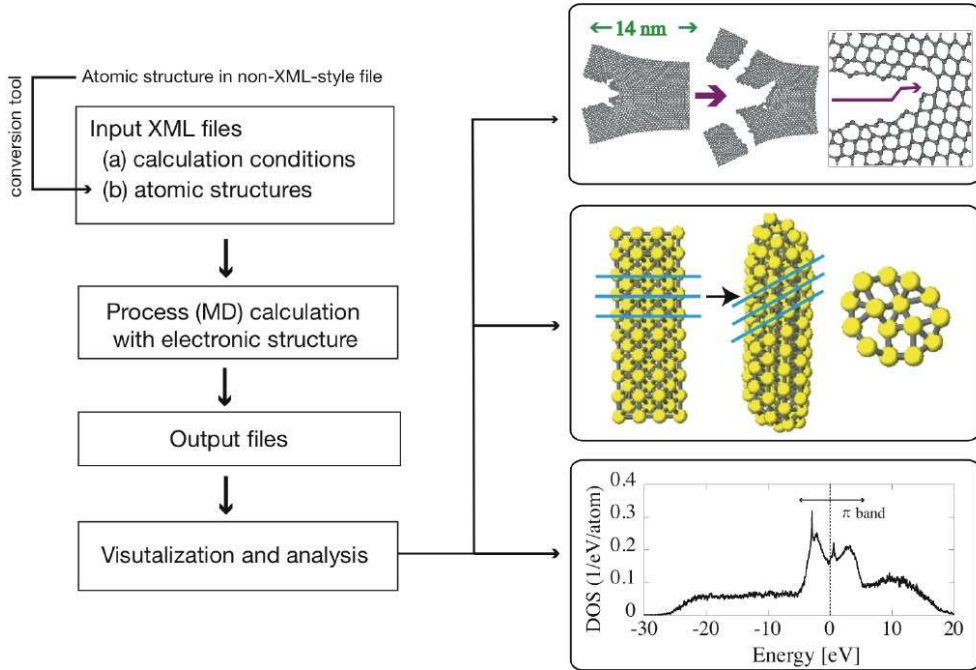 conversion tool
Atomic structure in non-XML-style file
Input XML files
(a) calculation conditions
(b) atomic structures
Process (MD) calculation
with electronic structure
Output files
Visutalization and analysis
14 nm
DOS (1/eV/atom)
0.4
0.3
0.2
0.1
0
π band
-30 -20 -10 0 10 20
Energy [eV]